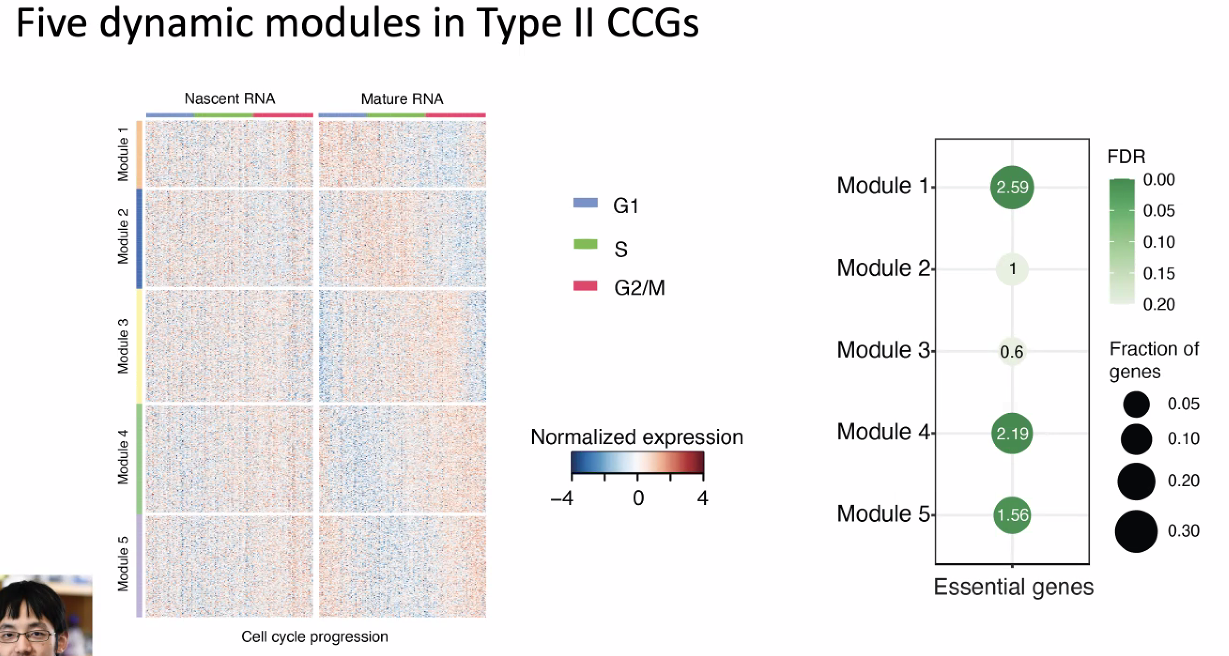 Five dynamic modules in Type II CCGs
Nascent RNA
Mature RNA
Module 1
Module 2
Module 3
Module 4
Module 5
Cell cycle progression
G1
S
G2/M
Normalized expression
−4 0 4
Module 1
2.59
Module 2
1
Module 3
0.6
Module 4
2.19
Module 5
1.56
Essential genes
FDR
0.00
0.05
0.10
0.15
0.20
Fraction of
genes
0.05
0.10
0.20
0.30